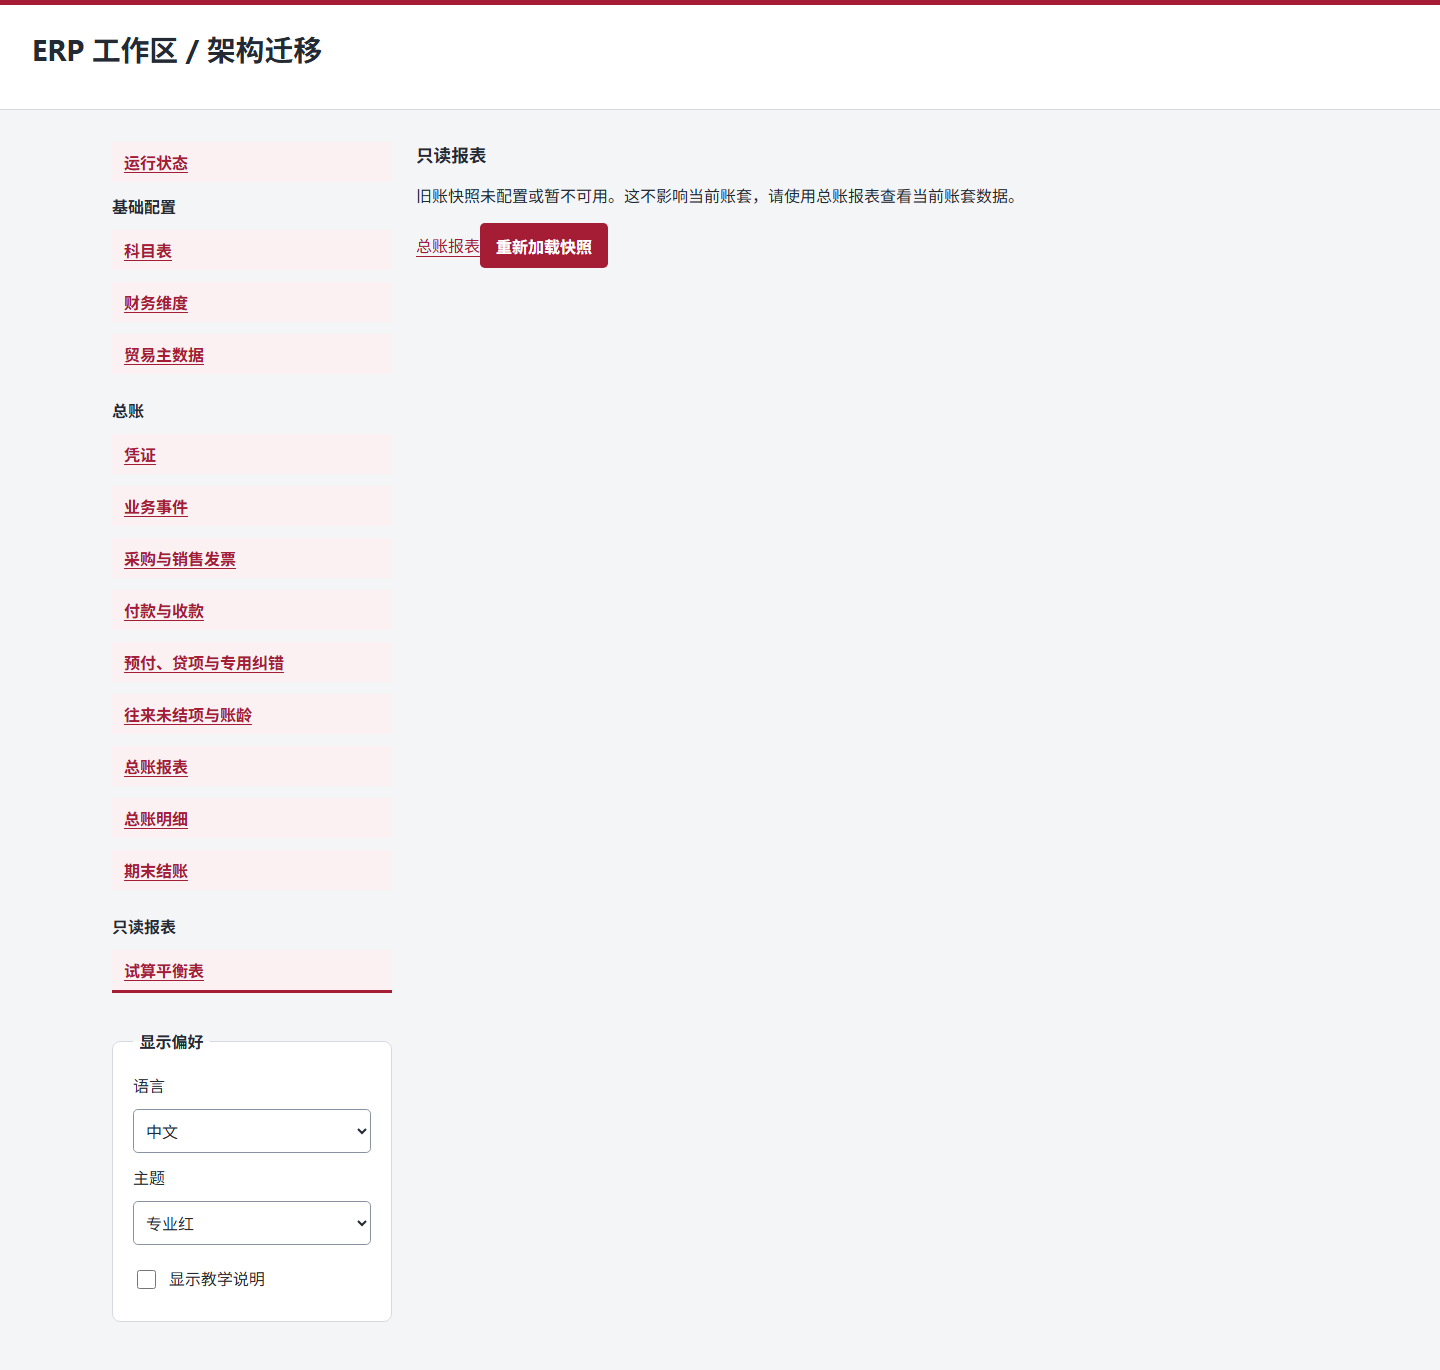 ERP 工作区 / 架构迁移
运行状态
基础配置
科目表
财务维度
贸易主数据
总账
凭证
业务事件
采购与销售发票
付款与收款
预付、贷项与专用纠错
往来未结项与账龄
总账报表
总账明细
期末结账
只读报表
试算平衡表
显示偏好
语言
中文
主题
专业红
显示教学说明
只读报表
旧账快照未配置或暂不可用。这不影响当前账套，请使用总账报表查看当前账套数据。
总账报表 重新加载快照